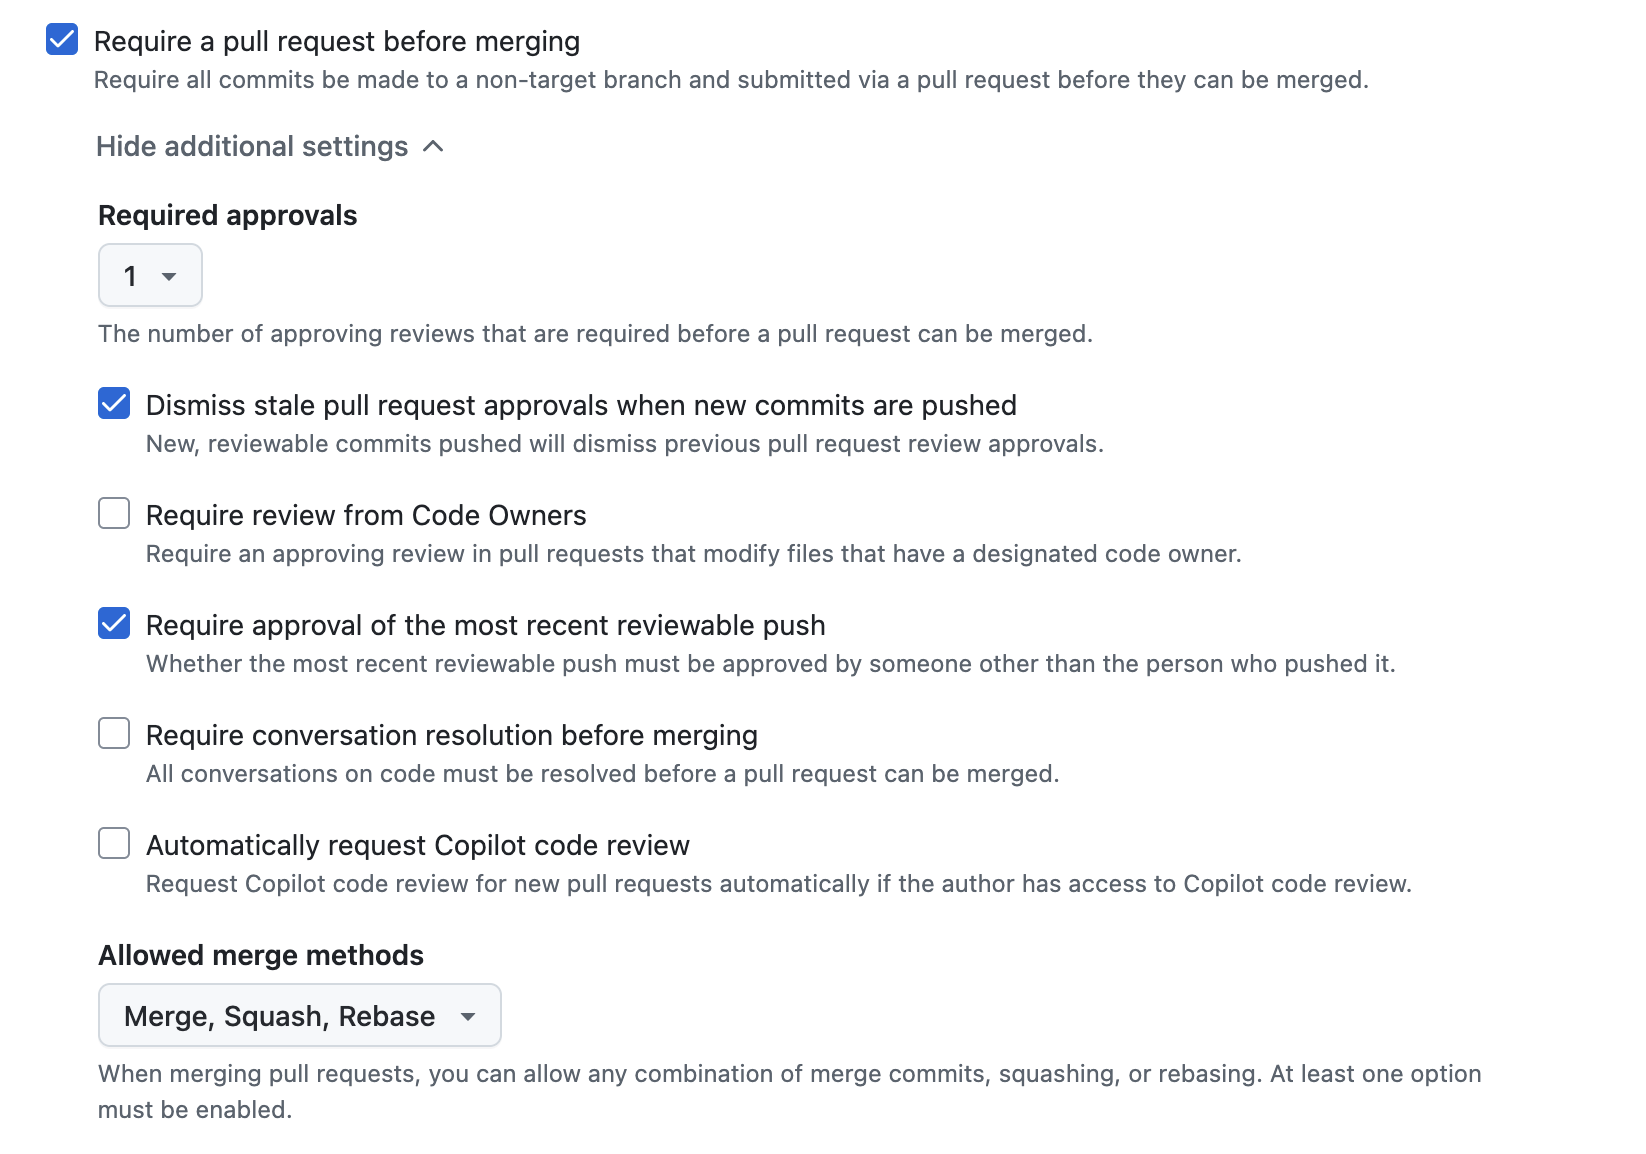 Require a pull request before merging
Require all commits be made to a non-target branch and submitted via a pull request before they can be merged.
Hide additional settings
Required approvals
1
The number of approving reviews that are required before a pull request can be merged.
Dismiss stale pull request approvals when new commits are pushed
New, reviewable commits pushed will dismiss previous pull request review approvals.
Require review from Code Owners
Require an approving review in pull requests that modify files that have a designated code owner.
Require approval of the most recent reviewable push
Whether the most recent reviewable push must be approved by someone other than the person who pushed it.
Require conversation resolution before merging
All conversations on code must be resolved before a pull request can be merged.
Automatically request Copilot code review
Request Copilot code review for new pull requests automatically if the author has access to Copilot code review.
Allowed merge methods
Merge, Squash, Rebase
When merging pull requests, you can allow any combination of merge commits, squashing, or rebasing. At least one option
must be enabled.